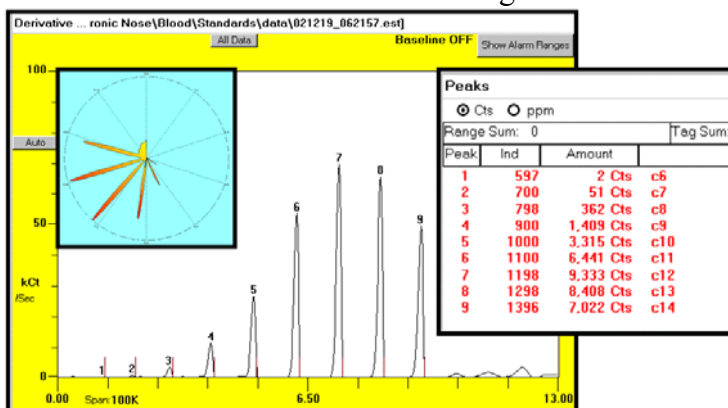 Derivative ... ronic Nose\Blood\Standards\data\021219_062157.est]
All Data
Baseline OFF
Show Alarm Ranges
100
Auto
50
kCt
/Sec
0
1 2 3 4 5 6 7 8 9
0.00 Span:100K 6.50 13.00
Peaks
Cts ppm
Range Sum: 0 Tag Sum:
Peak Ind Amount
1 597 2 Cts c6
2 700 51 Cts c7
3 798 362 Cts c8
4 900 1,409 Cts c9
5 1000 3,315 Cts c10
6 1100 6,441 Cts c11
7 1198 9,333 Cts c12
8 1298 8,408 Cts c13
9 1396 7,022 Cts c14